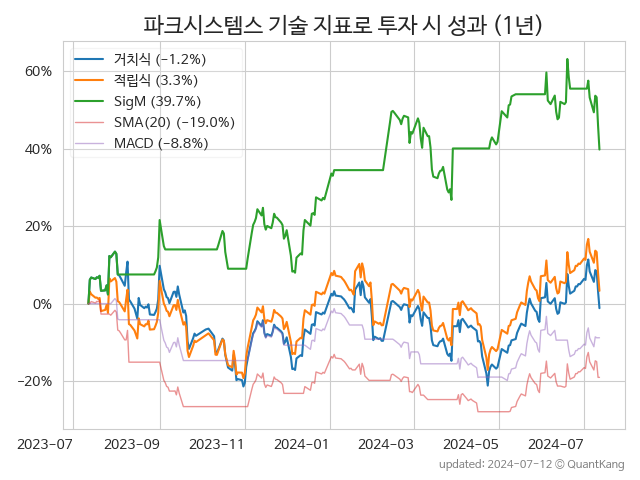 파크시스템스 기술 지표로 투자 시 성과 (1년)
거치식 (−1.2%)
적립식 (3.3%)
SigM (39.7%)
SMA(20) (−19.0%)
MACD (−8.8%)
60%
40%
20%
0%
−20%
2023-07 2023-09 2023-11 2024-01 2024-03 2024-05 2024-07
updated: 2024-07-12 © QuantKang